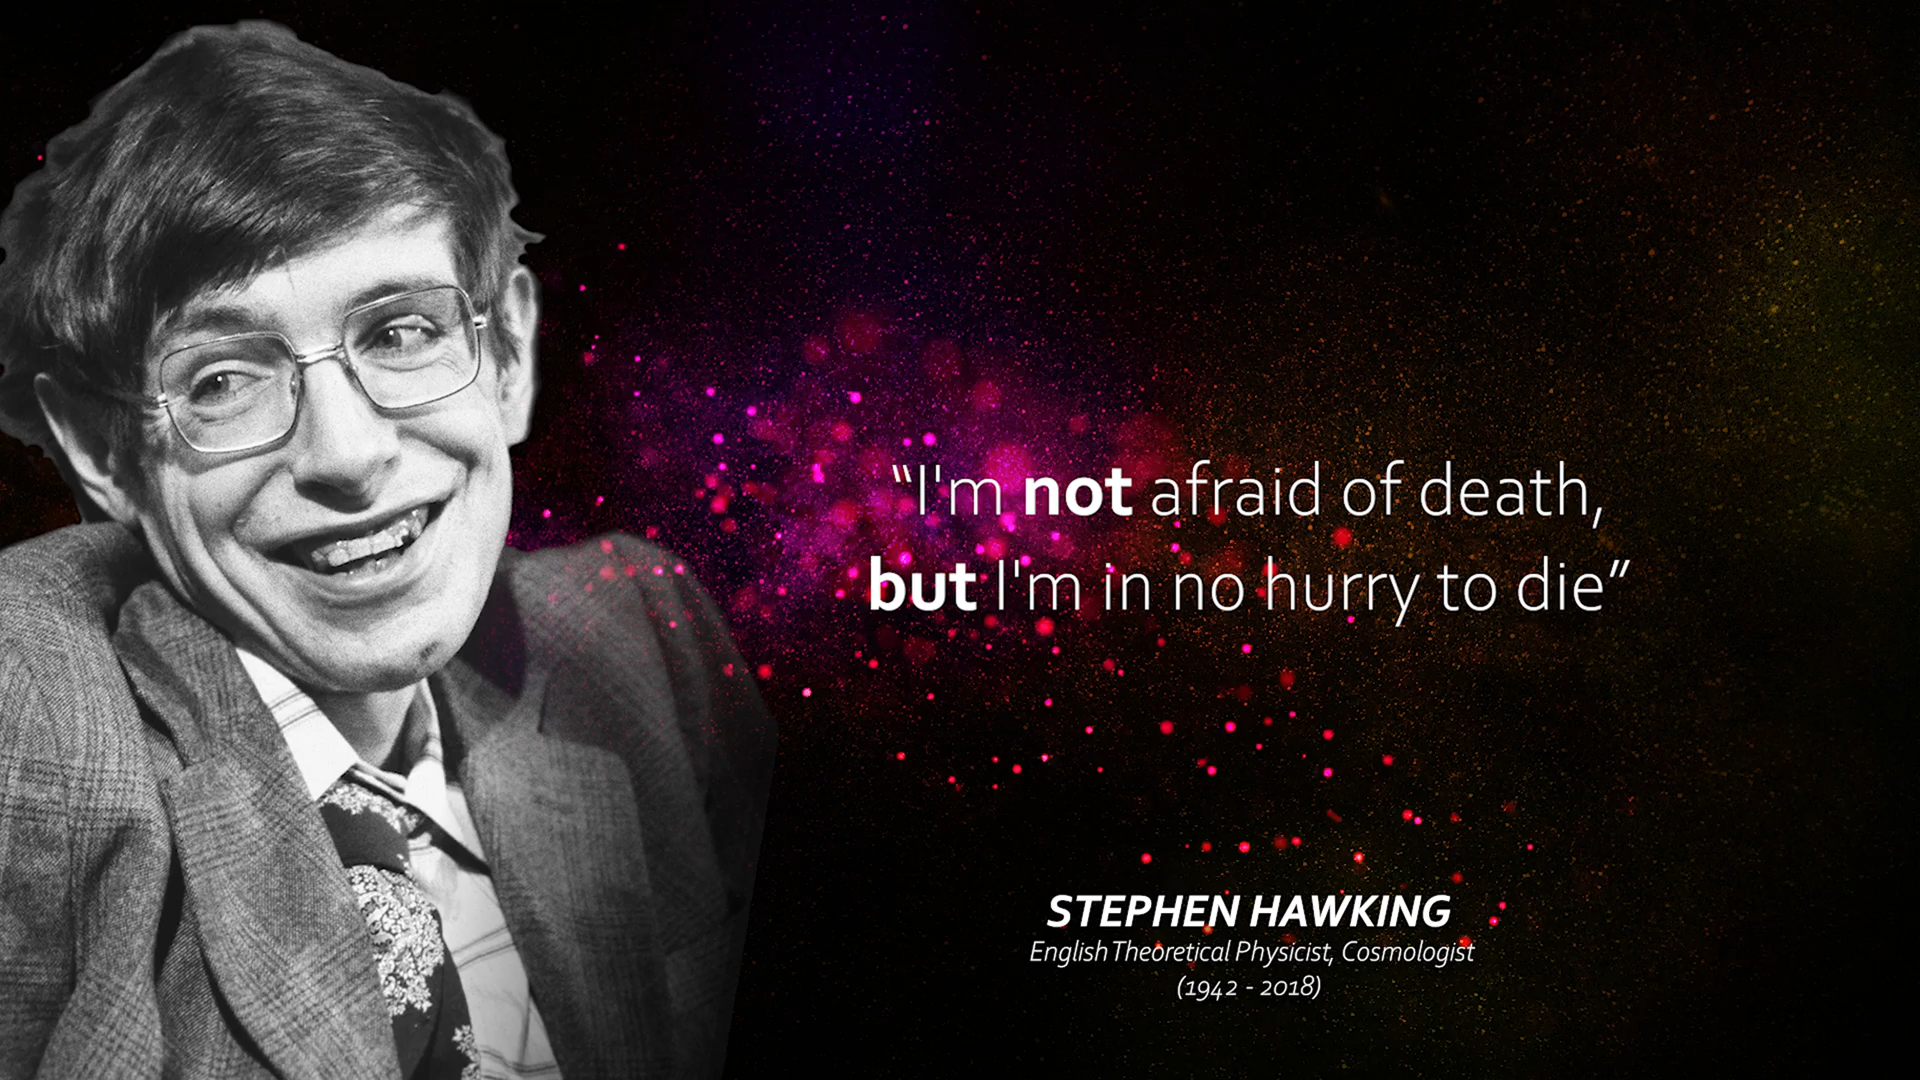 “I'm not afraid of death,
but I'm in no hurry to die”
STEPHEN HAWKING
English Theoretical Physicist, Cosmologist
(1942 - 2018)